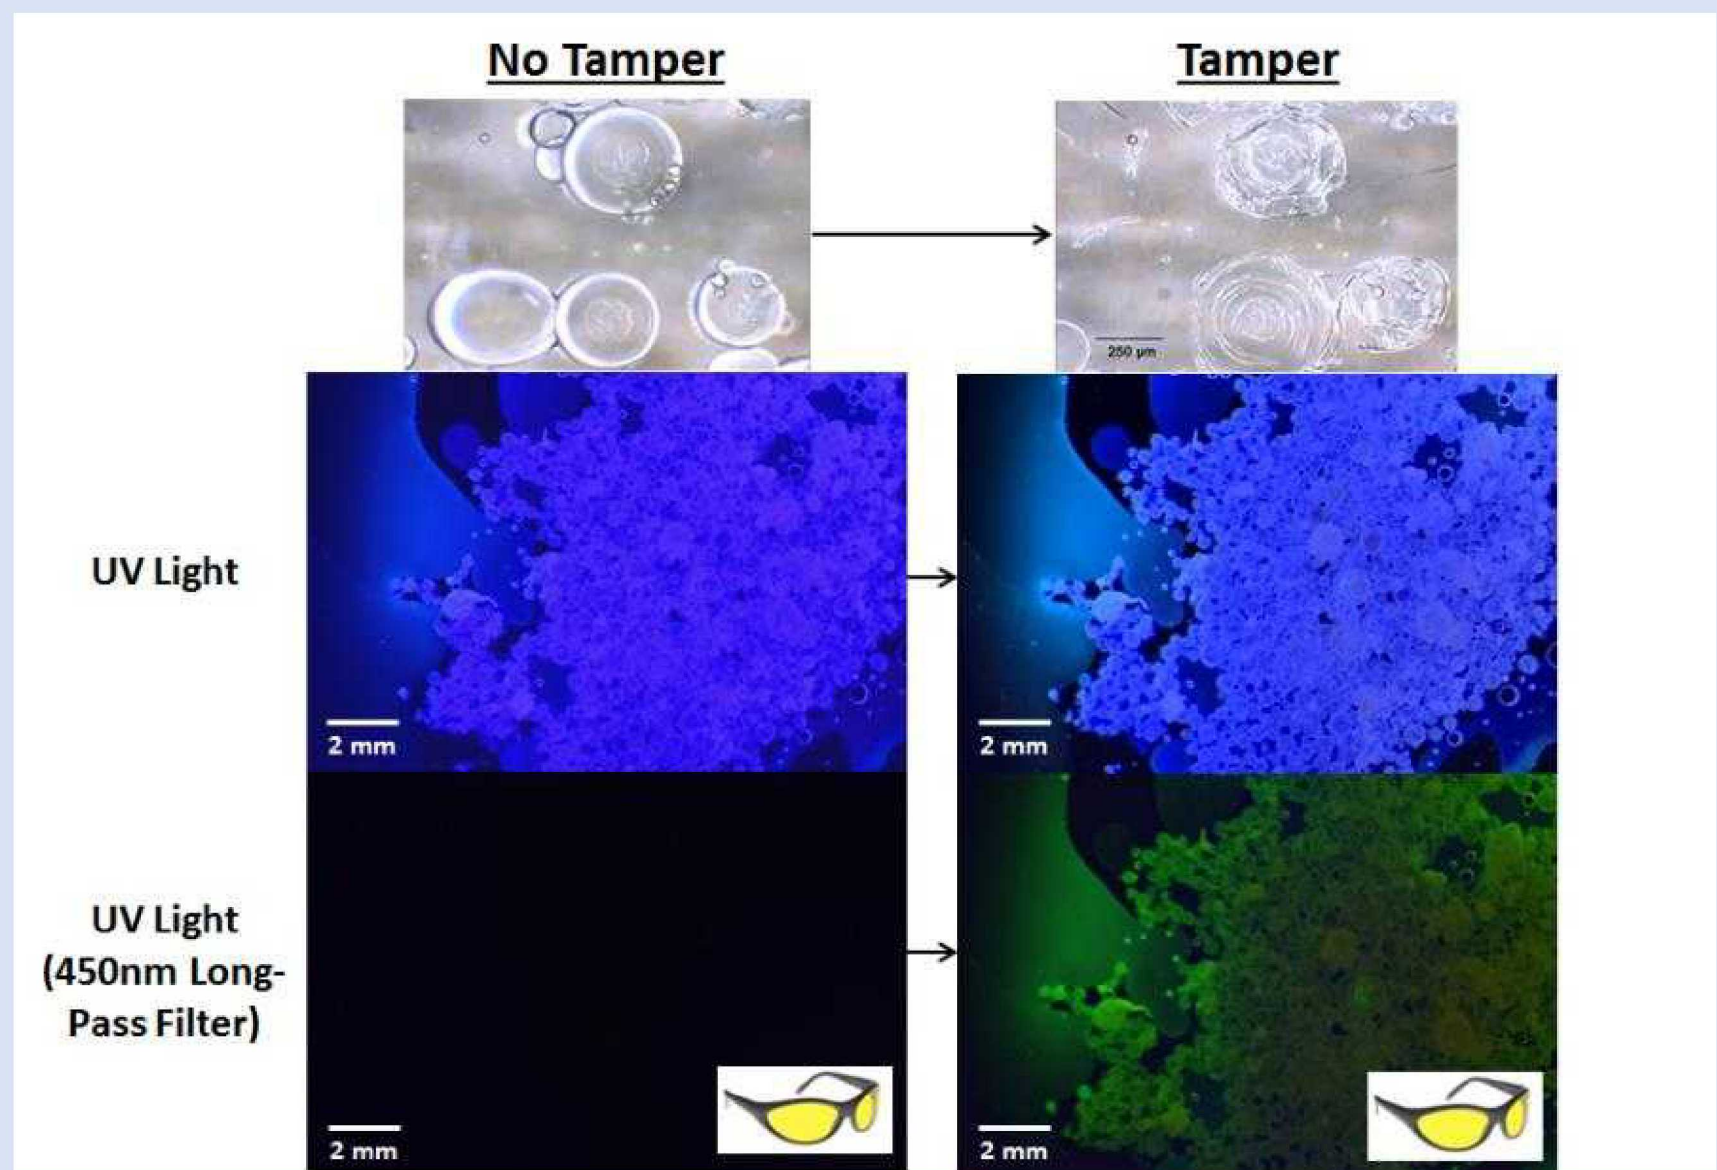 No Tamper
Tamper
250 µm
UV Light
2 mm
2 mm
UV Light
(450nm Long-
Pass Filter)
2 mm
2 mm